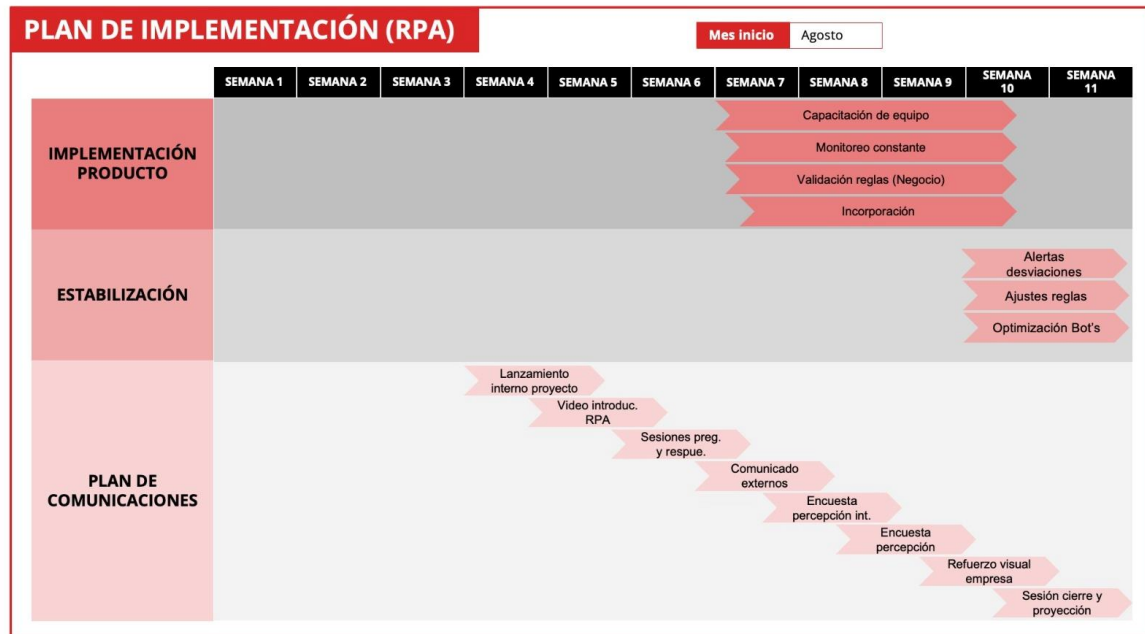 PLAN DE IMPLEMENTACIÓN (RPA)
Mes inicio Agosto
SEMANA 1 SEMANA 2 SEMANA 3 SEMANA 4 SEMANA 5 SEMANA 6 SEMANA 7 SEMANA 8 SEMANA 9 SEMANA 10 SEMANA 11
IMPLEMENTACIÓN
PRODUCTO
Capacitación de equipo
Monitoreo constante
Validación reglas (Negocio)
Incorporación
ESTABILIZACIÓN
Alertas
desviaciones
Ajustes reglas
Optimización Bot's
PLAN DE
COMUNICACIONES
Lanzamiento
interno proyecto
Video introduc.
RPA
Sesiones preg.
y respue.
Comunicado
externos
Encuesta
percepción int.
Encuesta
percepción
Refuerzo visual
empresa
Sesión cierre y
proyección